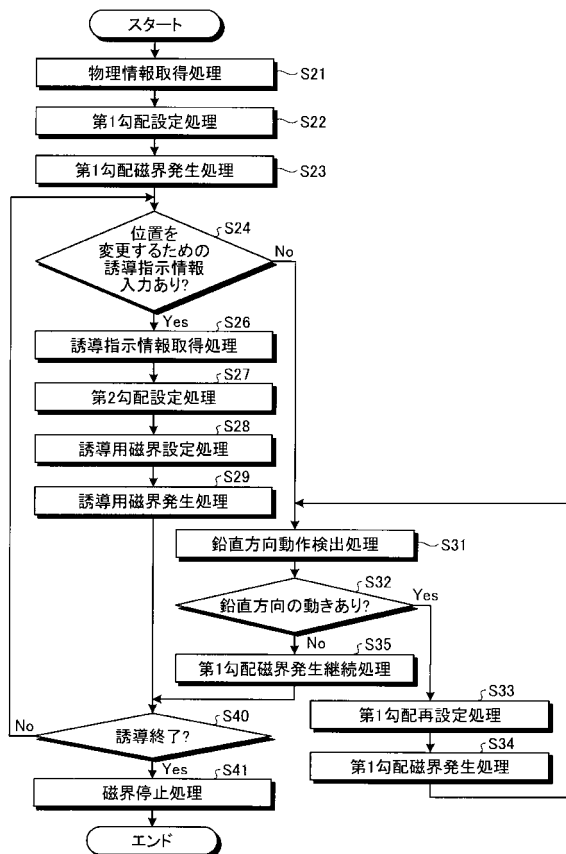 スタート
物理情報取得処理
S21
第1勾配設定処理
S22
第1勾配磁界発生処理
S23
位置を
変更するための
誘導指示情報
入力あり?
S24
No
Yes
S26
誘導指示情報取得処理
S27
第2勾配設定処理
S28
誘導用磁界設定処理
S29
誘導用磁界発生処理
鉛直方向動作検出処理
S31
S32
鉛直方向の動きあり?
Yes
No
S35
第1勾配磁界発生継続処理
S33
第1勾配再設定処理
S34
第1勾配磁界発生処理
S40
誘導終了?
No
Yes
S41
磁界停止処理
エンド